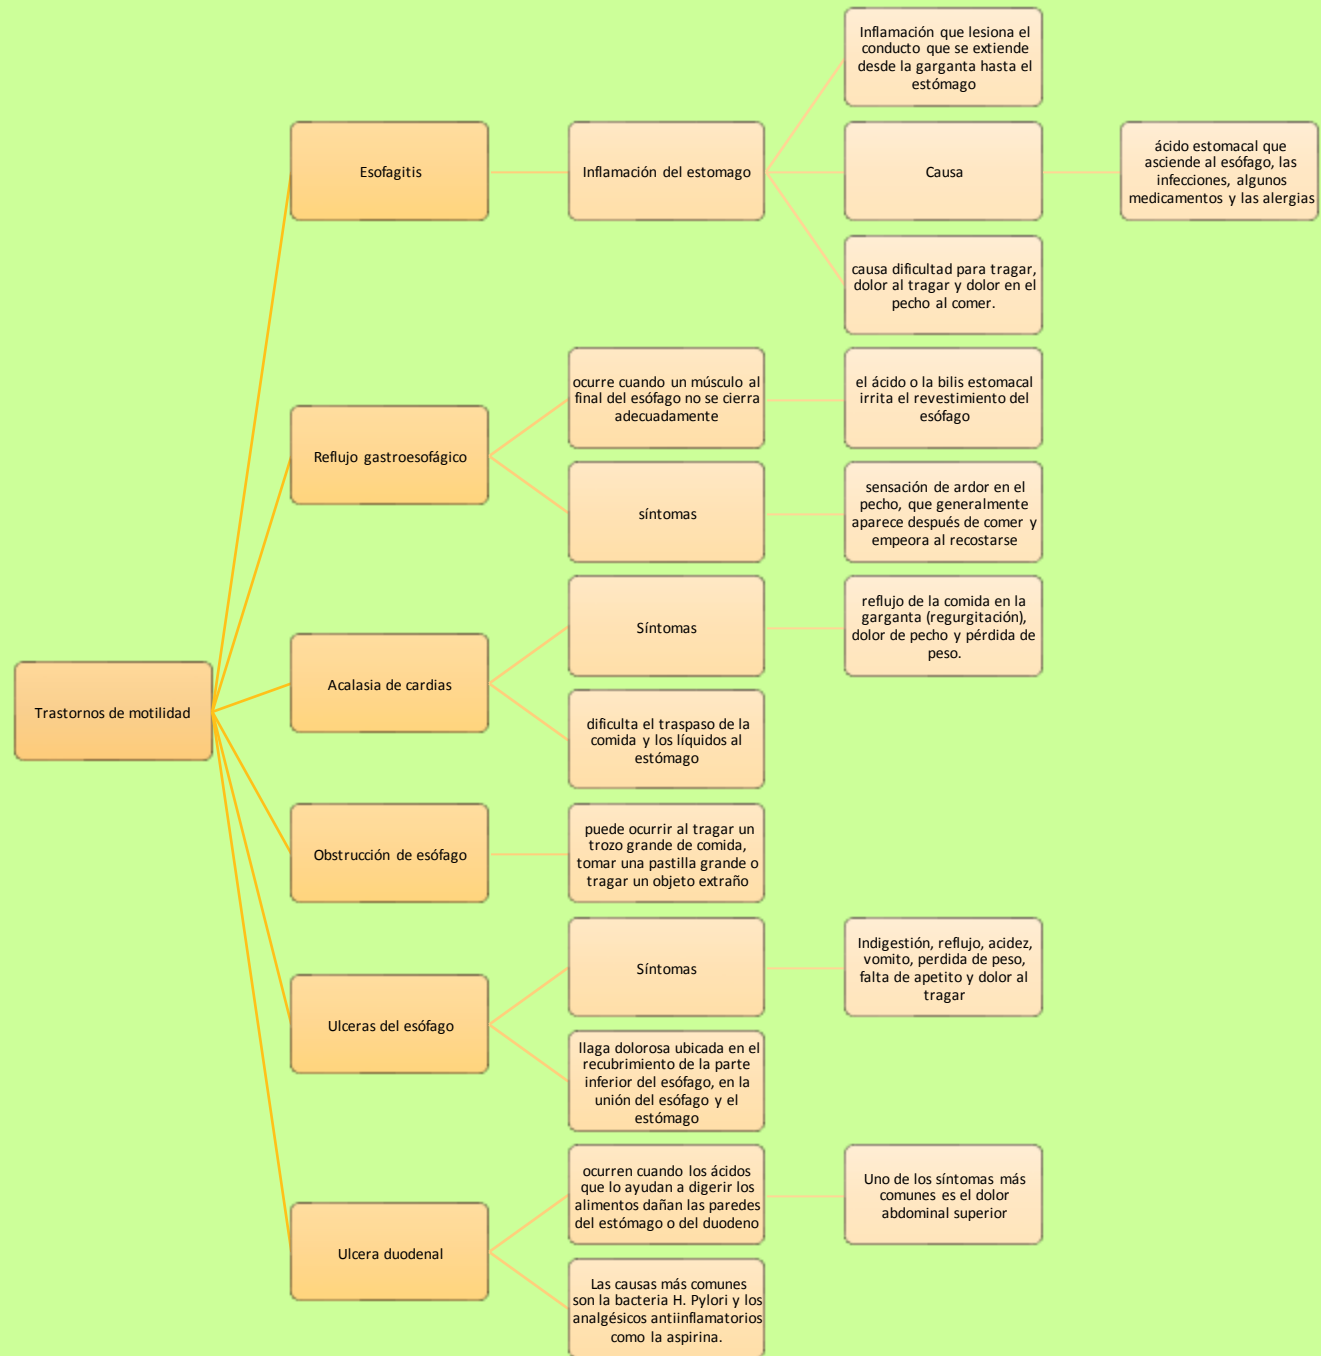 Trastornos de motilidad
Esofagitis
Inflamación del estomago
Inflamación que lesiona el
conducto que se extiende
desde la garganta hasta el
estómago
Causa
ácido estomacal que
asciende al esófago, las
infecciones, algunos
medicamentos y las alergias
causa dificultad para tragar,
dolor al tragar y dolor en el
pecho al comer.
Reflujo gastroesofágico
ocurre cuando un músculo al
final del esófago no se cierra
adecuadamente
el ácido o la bilis estomacal
irrita el revestimiento del
esófago
síntomas
sensación de ardor en el
pecho, que generalmente
aparece después de comer y
empeora al recostarse
Acalasia de cardias
Síntomas
reflujo de la comida en la
garganta (regurgitación),
dolor de pecho y pérdida de
peso.
dificulta el traspaso de la
comida y los líquidos al
estómago
Obstrucción de esófago
puede ocurrir al tragar un
trozo grande de comida,
tomar una pastilla grande o
tragar un objeto extraño
Ulceras del esófago
Síntomas
Indigestión, reflujo, acidez,
vomito, perdida de peso,
falta de apetito y dolor al
tragar
llaga dolorosa ubicada en el
recubrimiento de la parte
inferior del esófago, en la
unión del esófago y el
estómago
Ulcera duodenal
ocurren cuando los ácidos
que lo ayudan a digerir los
alimentos dañan las paredes
del estómago o del duodeno
Uno de los síntomas más
comunes es el dolor
abdominal superior
Las causas más comunes
son la bacteria H. Pylori y los
analgésicos antiinflamatorios
como la aspirina.